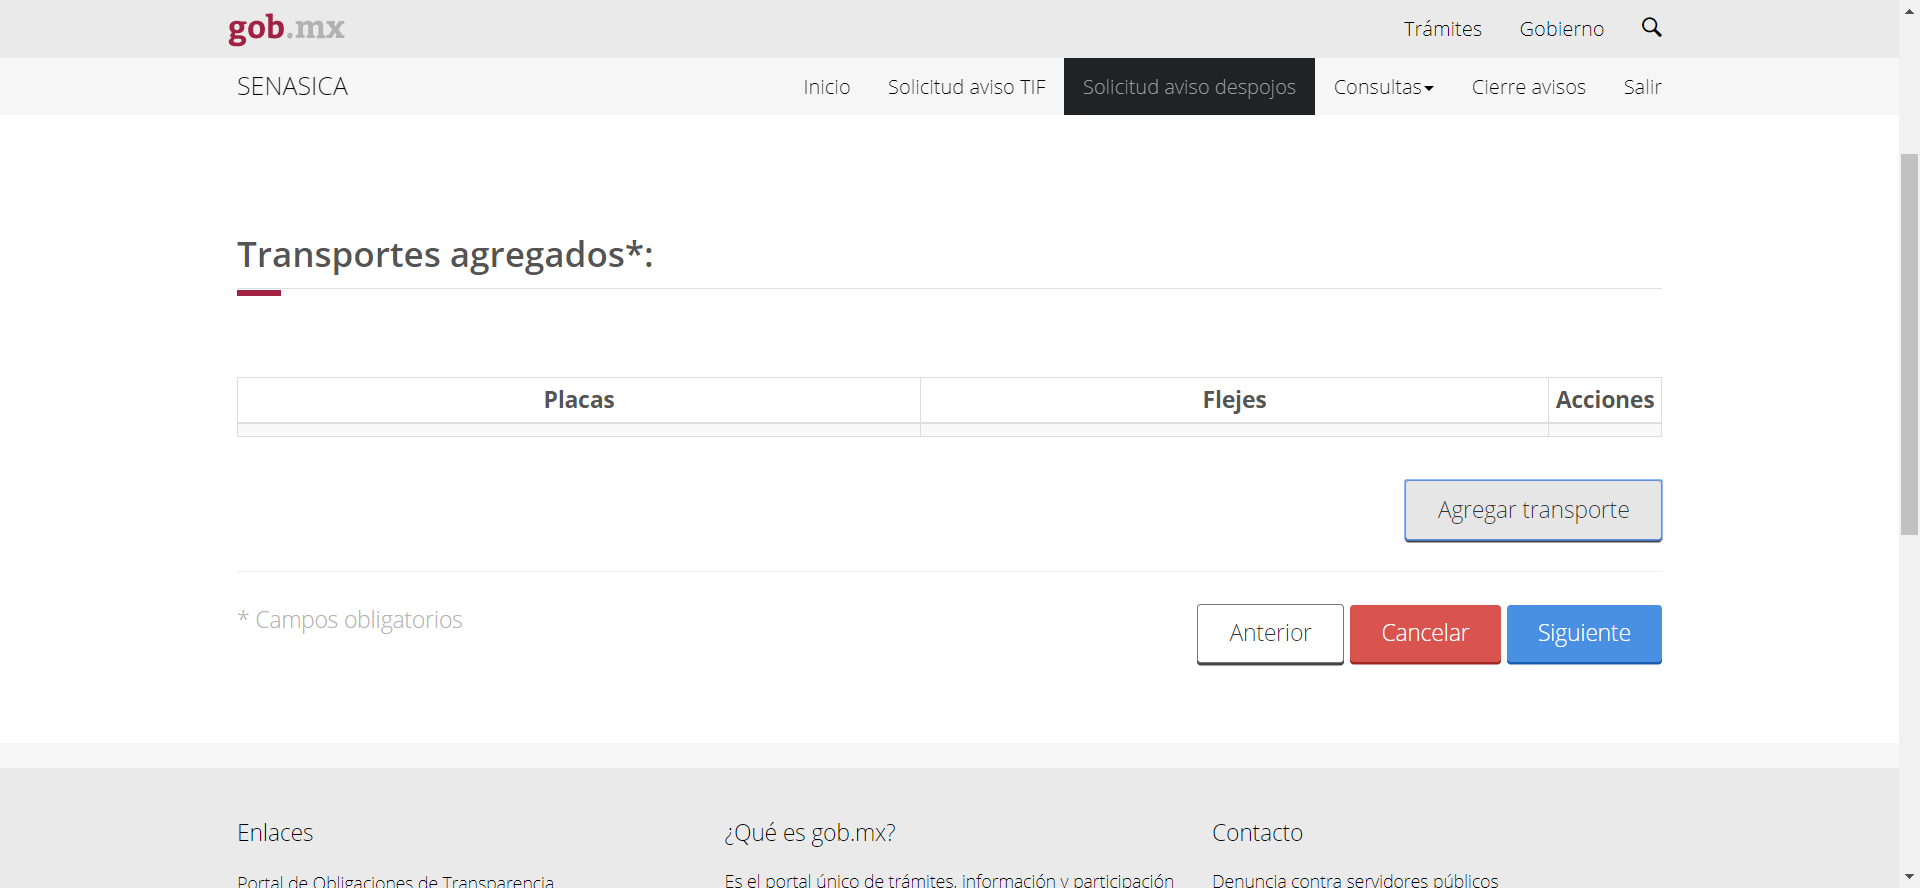 gob.mx
Trámites
Gobierno
SENASICA
Inicio
Solicitud aviso TIF
Solicitud aviso despojos
Consultas
Cierre avisos
Salir
Transportes agregados*:
Placas
Flejes
Acciones
Agregar transporte
* Campos obligatorios
Anterior
Cancelar
Siguiente
Enlaces
¿Qué es gob.mx?
Contacto
Portal de Obligaciones de Transparencia
Es el portal único de trámites, información y participación
Denuncia contra servidores públicos